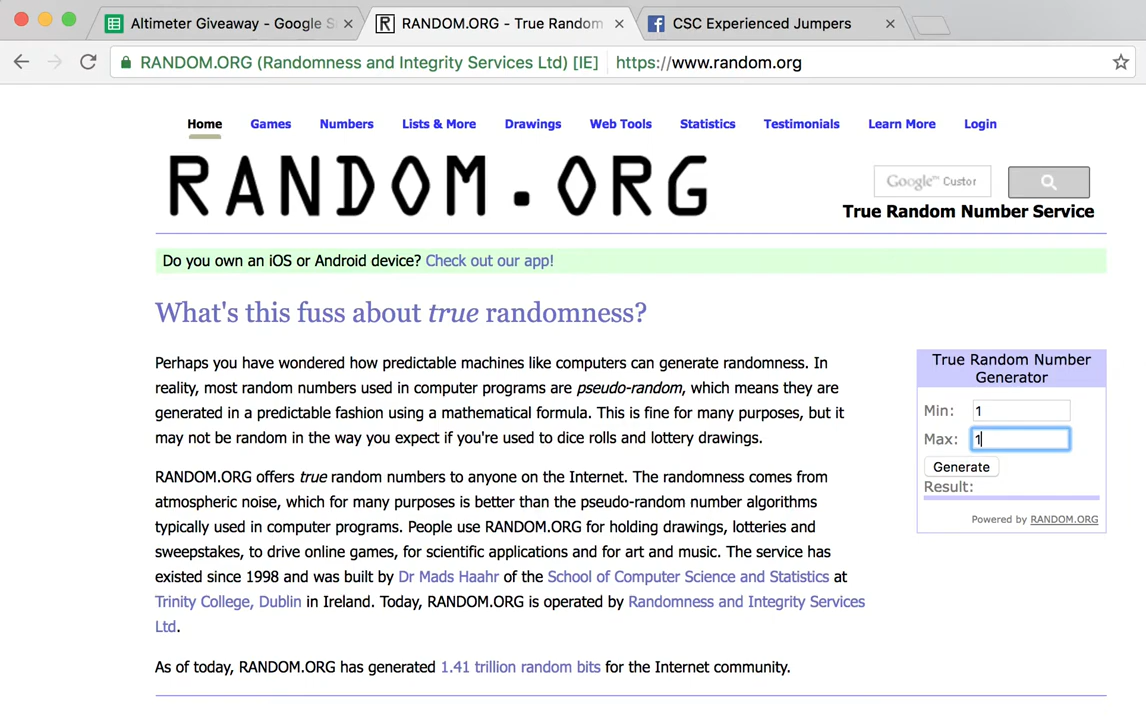 Altimeter Giveaway - Google S
RANDOM.ORG - True Random
CSC Experienced Jumpers
RANDOM.ORG (Randomness and Integrity Services Ltd) [IE]
https://www.random.org
Home Games Numbers Lists & More Drawings Web Tools Statistics Testimonials Learn More Login
RANDOM.ORG
Google™ Custor
True Random Number Service
Do you own an iOS or Android device? Check out our app!
What's this fuss about true randomness?
Perhaps you have wondered how predictable machines like computers can generate randomness. In
reality, most random numbers used in computer programs are pseudo-random, which means they are
generated in a predictable fashion using a mathematical formula. This is fine for many purposes, but it
may not be random in the way you expect if you're used to dice rolls and lottery drawings.
RANDOM.ORG offers true random numbers to anyone on the Internet. The randomness comes from
atmospheric noise, which for many purposes is better than the pseudo-random number algorithms
typically used in computer programs. People use RANDOM.ORG for holding drawings, lotteries and
sweepstakes, to drive online games, for scientific applications and for art and music. The service has
existed since 1998 and was built by Dr Mads Haahr of the School of Computer Science and Statistics at
Trinity College, Dublin in Ireland. Today, RANDOM.ORG is operated by Randomness and Integrity Services
Ltd.
As of today, RANDOM.ORG has generated 1.41 trillion random bits for the Internet community.
True Random Number
Generator
Min: 1
Max: 1
Generate
Result:
Powered by RANDOM.ORG